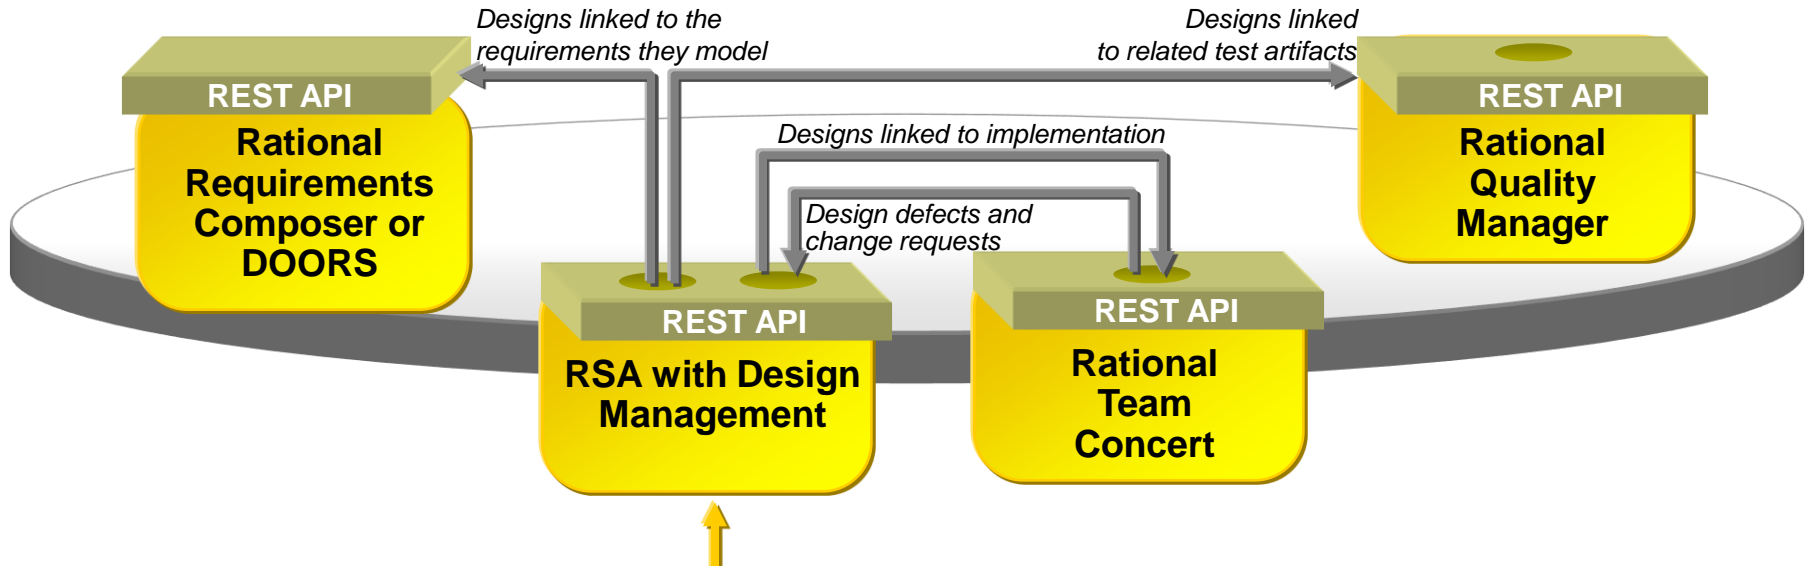 Designs linked to the
requirements they model
Designs linked
to related test artifacts
REST API
Rational
Requirements
Composer or
DOORS
REST API
Rational
Quality
Manager
Designs linked to implementation
Design defects and
change requests
REST API
RSA with Design
Management
REST API
Rational
Team
Concert